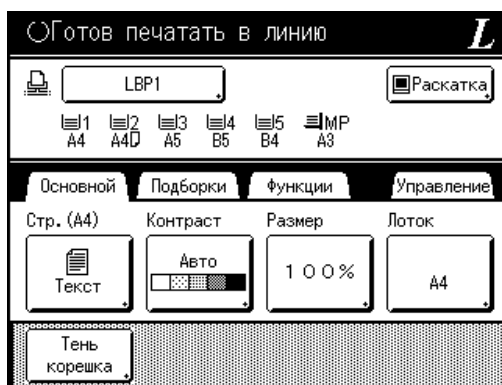 Готов печатать в линию L
LBP1 Раскатка
1 2 3 4 5 MP
A4 A4 A5 B5 B4 A3
Основной Подборки Функции Управление
Стр. (A4) Контраст Размер Лоток
Текст Авто 100% A4
Тень
корешка